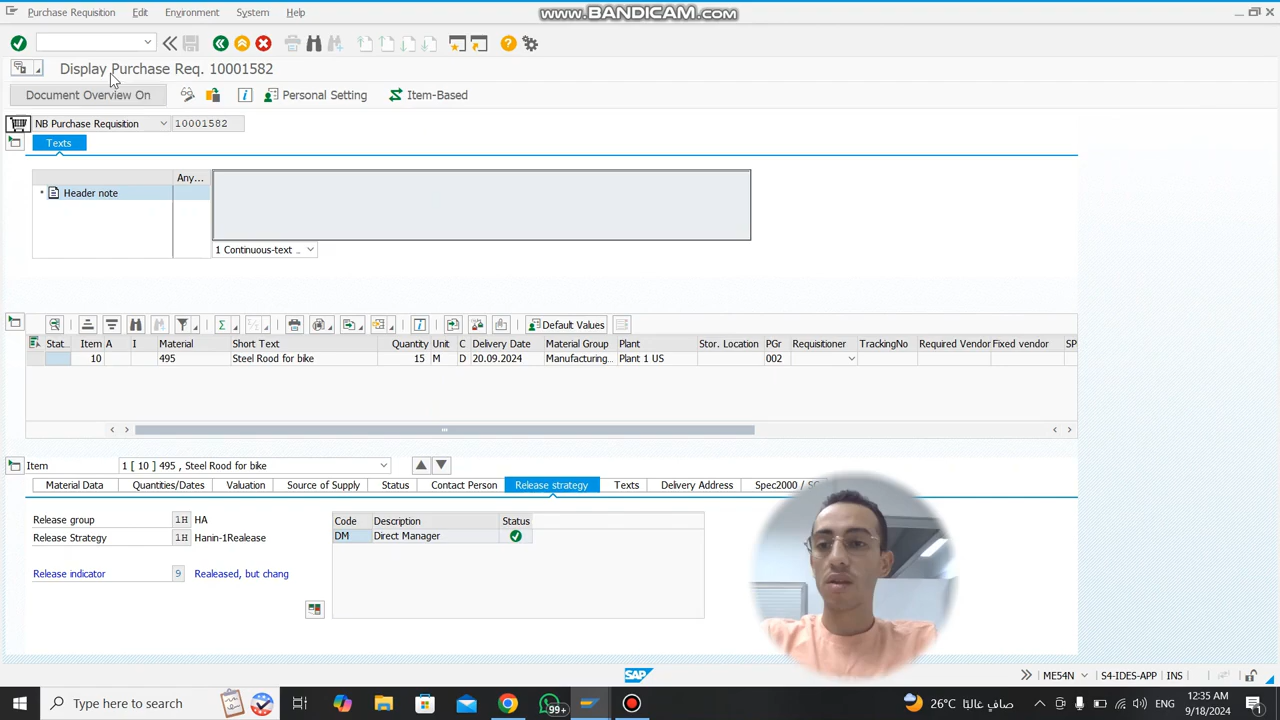 Purchase Requisition Edit Environment System Help
www.BANDICAM.com
Display Purchase Req. 10001582
Document Overview On Personal Setting Item-Based
NB Purchase Requisition 10001582
Texts
Any...
Header note
1 Continuous-text ..
Default Values
Stat.. Item A I Material Short Text Quantity Unit C Delivery Date Material Group Plant Stor. Location PGr Requisitioner TrackingNo Required Vendor Fixed vendor SP
10 495 Steel Rood for bike 15 M D 20.09.2024 Manufacturing... Plant 1 US 002
Item 1 [ 10 ] 495 , Steel Rood for bike
Material Data Quantities/Dates Valuation Source of Supply Status Contact Person Release strategy Texts Delivery Address Spec2000 /
Release group 1H HA
Release Strategy 1H Hanin-1Realease
Release indicator 9 Realeased, but chang
Code Description Status
DM Direct Manager
SAP ME54N S4-IDES-APP INS
Type here to search
99+
26°C صافٍ غالبًا
ENG
12:35 AM
9/18/2024